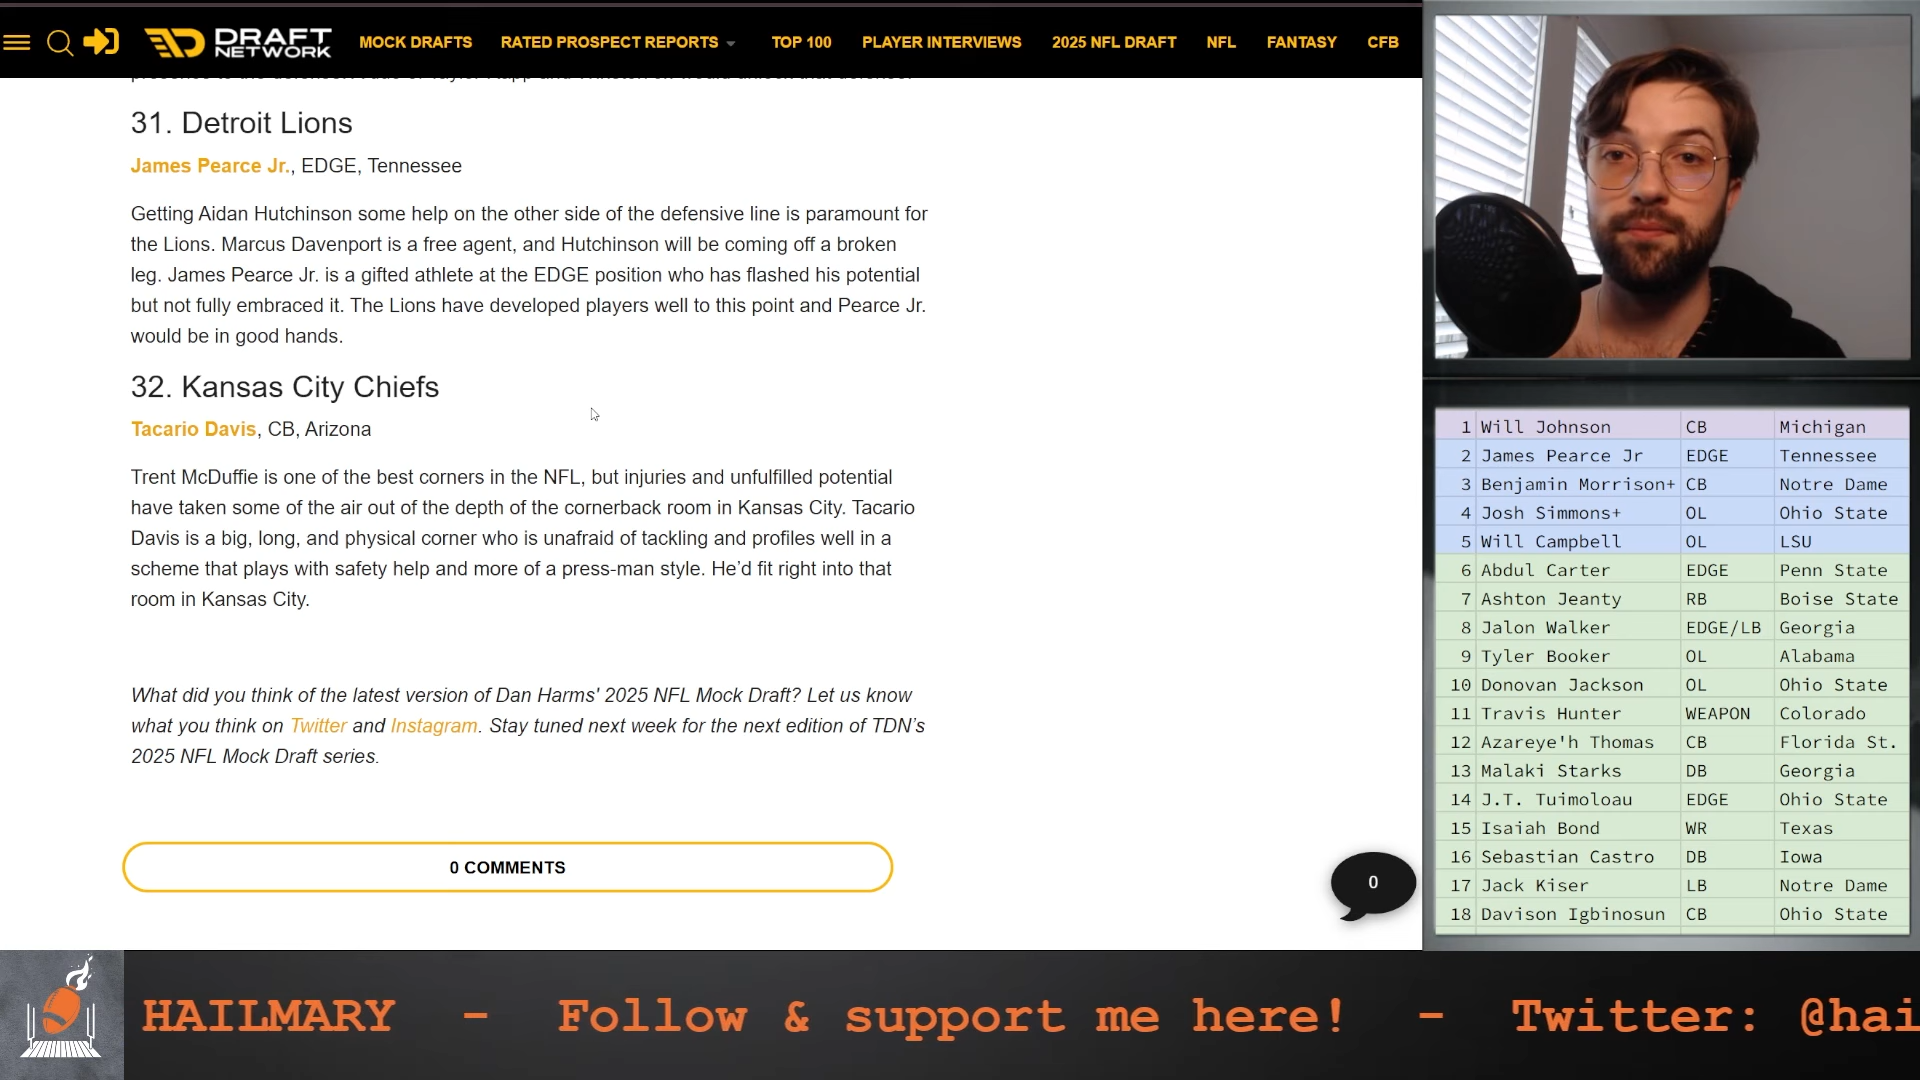 DRAFT NETWORK MOCK DRAFTS RATED PROSPECT REPORTS TOP 100 PLAYER INTERVIEWS 2025 NFL DRAFT NFL FANTASY CFB
31. Detroit Lions
James Pearce Jr., EDGE, Tennessee
Getting Aidan Hutchinson some help on the other side of the defensive line is paramount for
the Lions. Marcus Davenport is a free agent, and Hutchinson will be coming off a broken
leg. James Pearce Jr. is a gifted athlete at the EDGE position who has flashed his potential
but not fully embraced it. The Lions have developed players well to this point and Pearce Jr.
would be in good hands.
32. Kansas City Chiefs
Tacario Davis, CB, Arizona
Trent McDuffie is one of the best corners in the NFL, but injuries and unfulfilled potential
have taken some of the air out of the depth of the cornerback room in Kansas City. Tacario
Davis is a big, long, and physical corner who is unafraid of tackling and profiles well in a
scheme that plays with safety help and more of a press-man style. He'd fit right into that
room in Kansas City.
What did you think of the latest version of Dan Harms' 2025 NFL Mock Draft? Let us know
what you think on Twitter and Instagram. Stay tuned next week for the next edition of TDN's
2025 NFL Mock Draft series.
0 COMMENTS
0
1 Will Johnson CB Michigan
2 James Pearce Jr EDGE Tennessee
3 Benjamin Morrison+ CB Notre Dame
4 Josh Simmons+ OL Ohio State
5 Will Campbell OL LSU
6 Abdul Carter EDGE Penn State
7 Ashton Jeanty RB Boise State
8 Jalon Walker EDGE/LB Georgia
9 Tyler Booker OL Alabama
10 Donovan Jackson OL Ohio State
11 Travis Hunter WEAPON Colorado
12 Azareye'h Thomas CB Florida St.
13 Malaki Starks DB Georgia
14 J.T. Tuimoloau EDGE Ohio State
15 Isaiah Bond WR Texas
16 Sebastian Castro DB Iowa
17 Jack Kiser LB Notre Dame
18 Davison Igbinosun CB Ohio State
HAILMARY - Follow & support me here! - Twitter: @hai